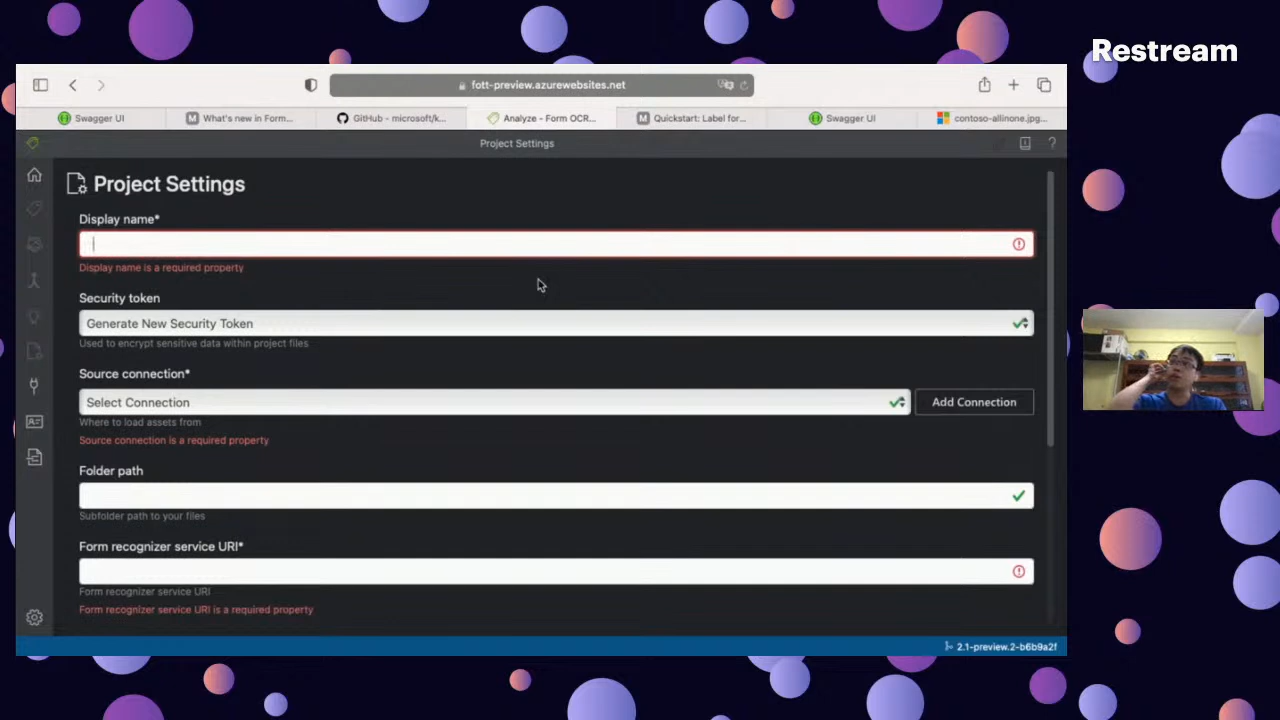 Restream
fott-preview.azurewebsites.net
Swagger UI
What's new in Form...
GitHub - microsoft/k...
Analyze - Form OCR...
Quickstart: Label for...
Swagger UI
contoso-allinone.jpg...
Project Settings
?
Project Settings
Display name*
Display name is a required property
Security token
Generate New Security Token
Used to encrypt sensitive data within project files
Source connection*
Select Connection
Add Connection
Where to load assets from
Source connection is a required property
Folder path
Subfolder path to your files
Form recognizer service URI*
Form recognizer service URI
Form recognizer service URI is a required property
2.1-preview.2-b6b9a2f